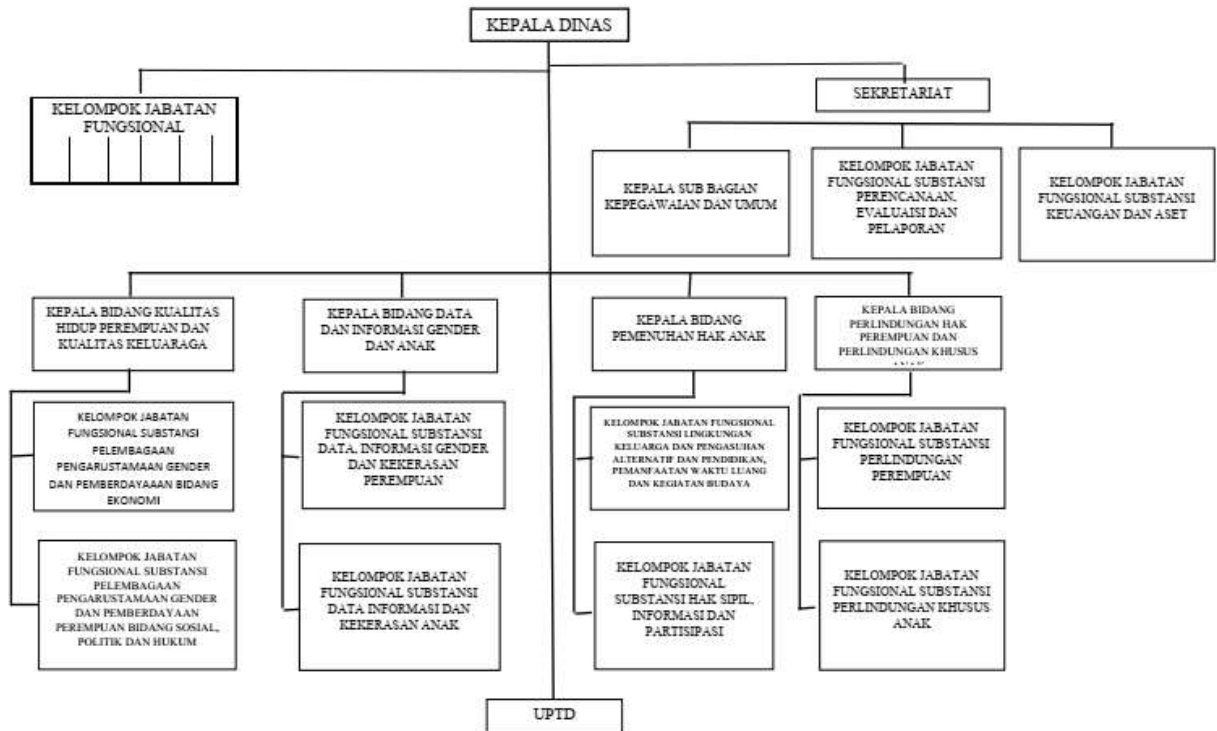 KEPALA DINAS
KELOMPOK JABATAN
FUNGSIONAL
SEKRETARIAT
KEPALA SUB BAGIAN
KEPEGAWAIAN DAN UMUM
KELOMPOK JABATAN
FUNGSIONAL SUBSTANSI
PERENCANAAN,
EVALUAISI DAN
PELAPORAN
KELOMPOK JABATAN
FUNGSIONAL SUBSTANSI
KEUANGAN DAN ASET
KEPALA BIDANG KUALITAS
HIDUP PEREMPUAN DAN
KUALITAS KELUARAGA
KEPALA BIDANG DATA
DAN INFORMASI GENDER
DAN ANAK
KEPALA BIDANG
PEMENUHAN HAK ANAK
KEPALA BIDANG
PERLINDUNGAN HAK
PEREMPUAN DAN
PERLINDUNGAN KHUSUS
ANAK
KELOMPOK JABATAN
FUNGSIONAL SUBSTANSI
PELEMBAGAAN
PENGARUSTAMAAN GENDER
DAN PEMBERDAYAAAN BIDANG
EKONOMI
KELOMPOK JABATAN
FUNGSIONAL SUBSTANSI
DATA, INFORMASI GENDER
DAN KEKERASAN
PEREMPUAN
KELOMPOK JABATAN FUNGSIONAL
SUBSTANSI LINGKUNGAN
KELUARGA DAN PENGASUHAN
ALTERNATIF DAN PENDIDIKAN,
PEMANFAATAN WAKTU LUANG
DAN KEGIATAN BUDAYA
KELOMPOK JABATAN
FUNGSIONAL SUBSTANSI
PERLINDUNGAN
PEREMPUAN
KELOMPOK JABATAN
FUNGSIONAL SUBSTANSI
PELEMBAGAAN
PENGARUSTAMAAN GENDER
DAN PEMBERDAYAAN
PEREMPUAN BIDANG SOSIAL,
POLITIK DAN HUKUM
KELOMPOK JABATAN
FUNGSIONAL SUBSTANSI
DATA INFORMASI DAN
KEKERASAN ANAK
KELOMPOK JABATAN
FUNGSIONAL
SUBSTANSI HAK SIPIL,
INFORMASI DAN
PARTISIPASI
KELOMPOK JABATAN
FUNGSIONAL SUBSTANSI
PERLINDUNGAN KHUSUS
ANAK
UPTD